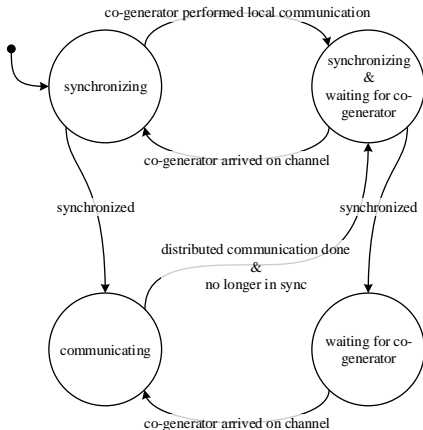 co-generator performed local communication
synchronizing
synchronizing
&
waiting for co-
generator
co-generator arrived on channel
synchronized
synchronized
distributed communication done
&
no longer in sync
communicating
waiting for co-
generator
co-generator arrived on channel